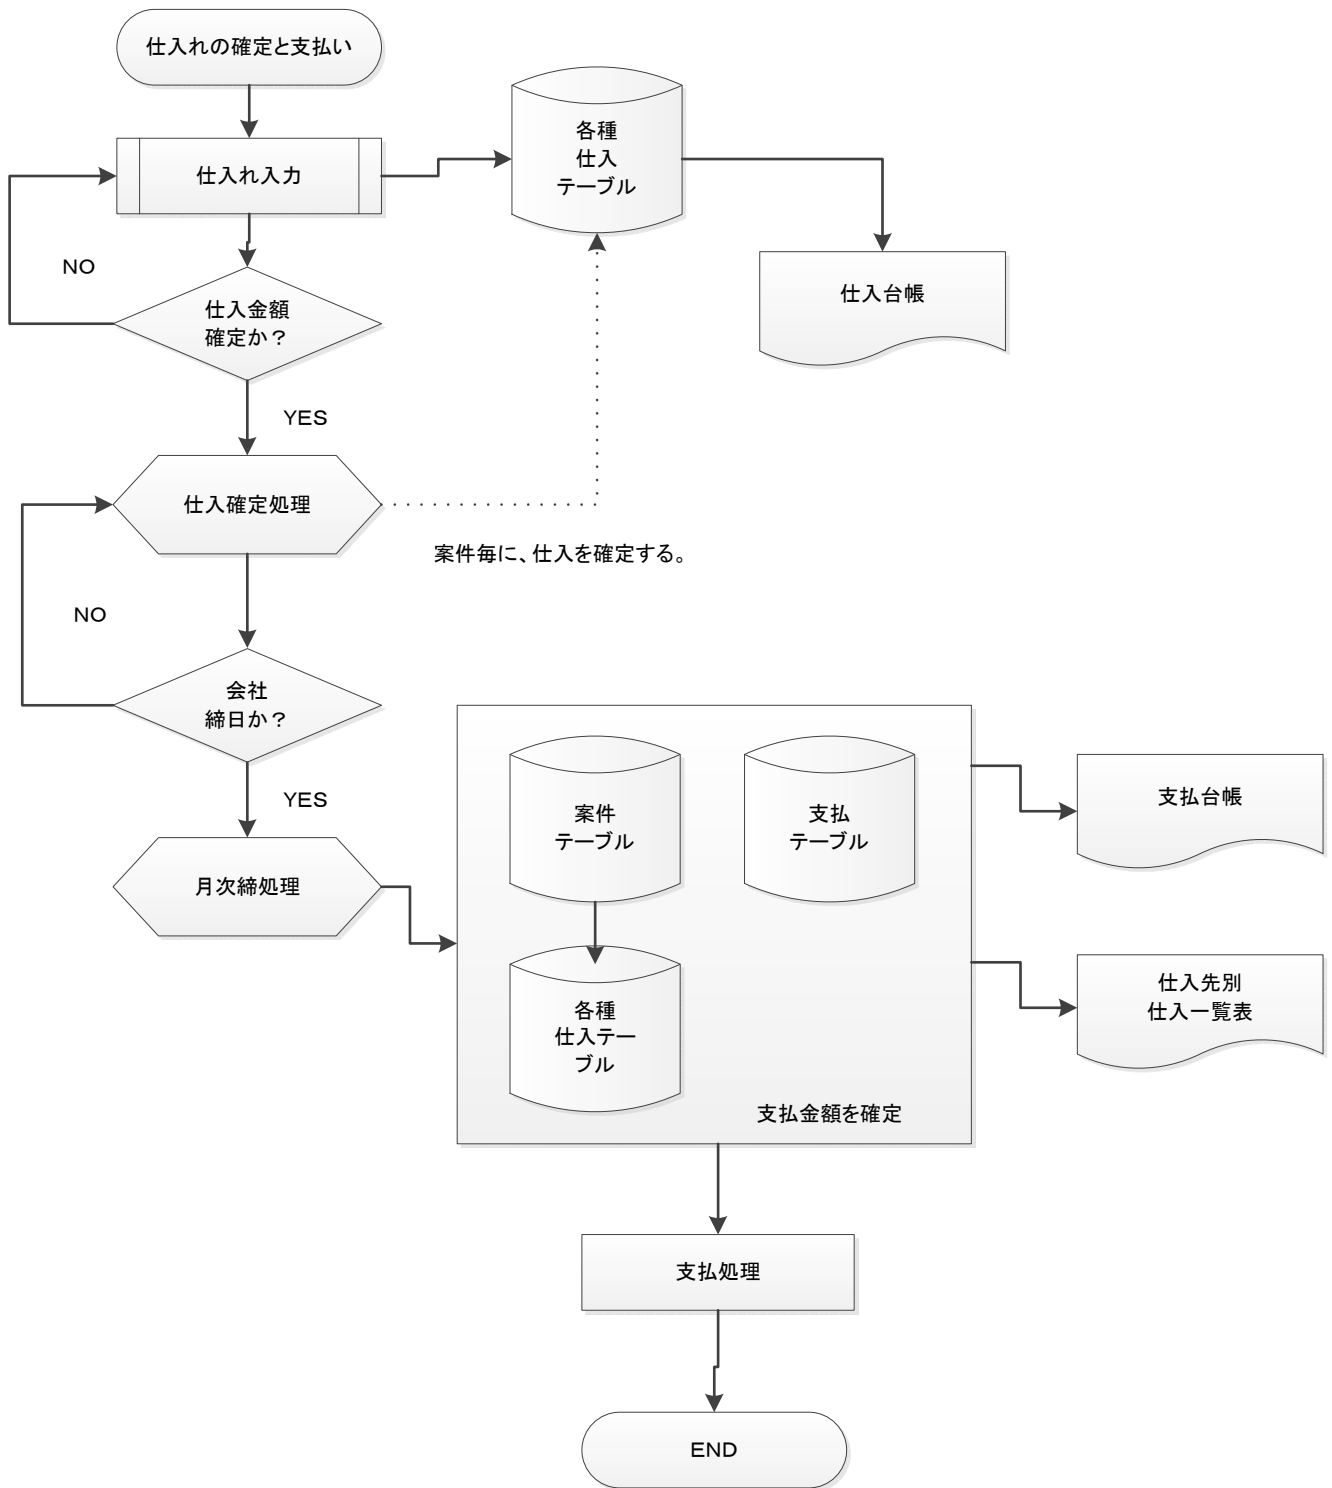 仕入れの確定と支払い
各種
仕入
テーブル
仕入れ入力
NO
仕入金額
確定か？
仕入台帳
YES
仕入確定処理
案件毎に、仕入を確定する。
NO
会社
締日か？
YES
月次締処理
案件
テーブル
支払
テーブル
支払台帳
各種
仕入テー
ブル
仕入先別
仕入一覧表
支払金額を確定
支払処理
END